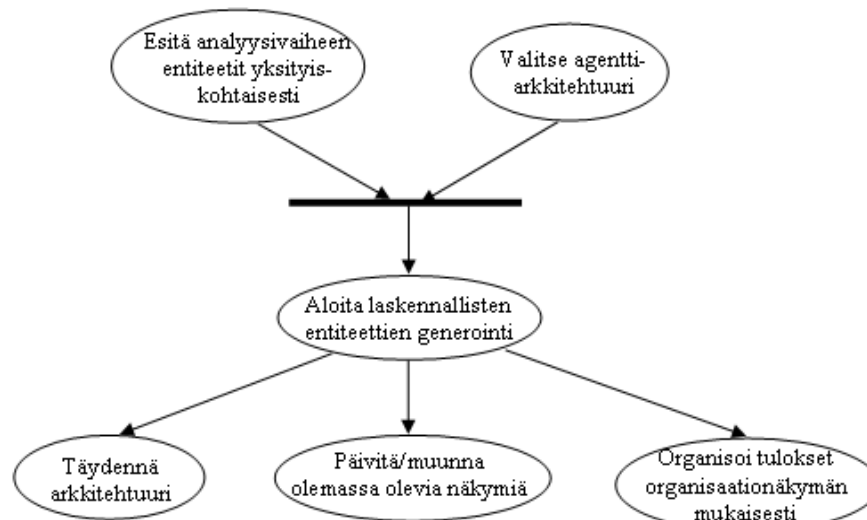 Esitä analyysivaiheen
entiteetit yksityis-
kohtaisesti
Valitse agentti-
arkkitehtuuri
Aloita laskennallisten
entiteettien generointi
Täydennä
arkkitehtuuri
Päivitä/muunna
olemassa olevia näkymiä
Organisoi tulokset
organisaationäkymän
mukaisesti